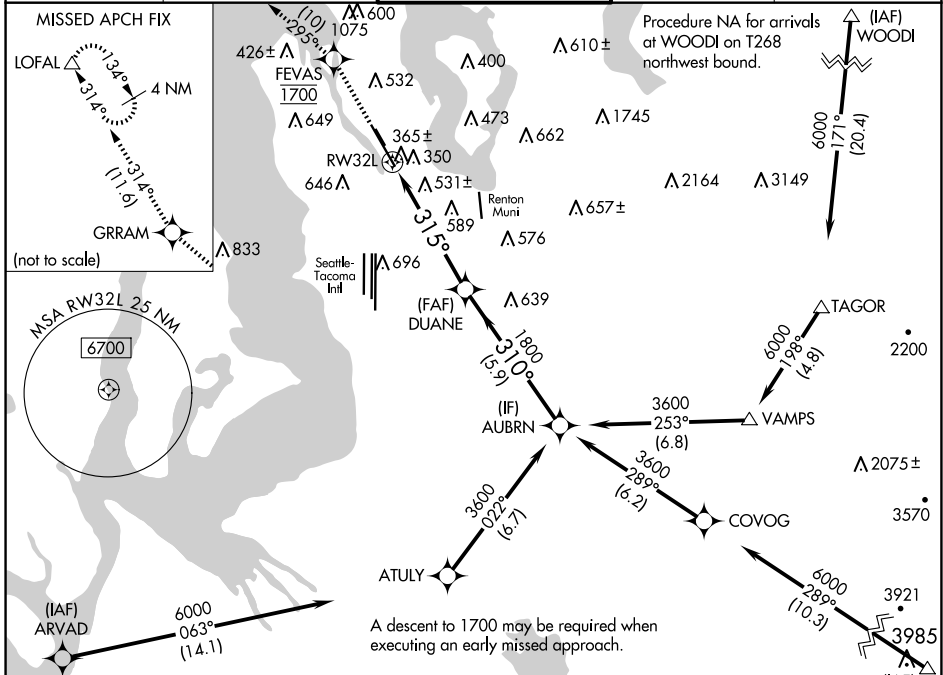 MISSED APCH FIX
LOFAL
134°
4 NM
314°
314°
(11.6)
GRRAM
(not to scale)
MSA RW32L 25 NM
6700
(10)
295°
600
1075
426±
FEVAS
1700
532
400
610±
649
473
662
1745
365±
RW32L
350
646
531±
589
Renton
Muni
657±
2164
3149
833
576
Seattle-
Tacoma
Intl
696
315°
639
(FAF)
DUANE
Procedure NA for arrivals
at WOODI on T268
northwest bound.
(IAF)
WOODI
6000
171°
(20.4)
TAGOR
6000
198°
(4.8)
2200
1800
310°
(5.9)
(IF)
AUBRN
3600
253°
(6.8)
VAMPS
2075±
3600
289°
(6.2)
COVOG
3570
3600
022°
(6.7)
ATULY
6000
289°
(10.3)
3921
3985
(IAF)
ARVAD
6000
063°
(14.1)
A descent to 1700 may be required when
executing an early missed approach.